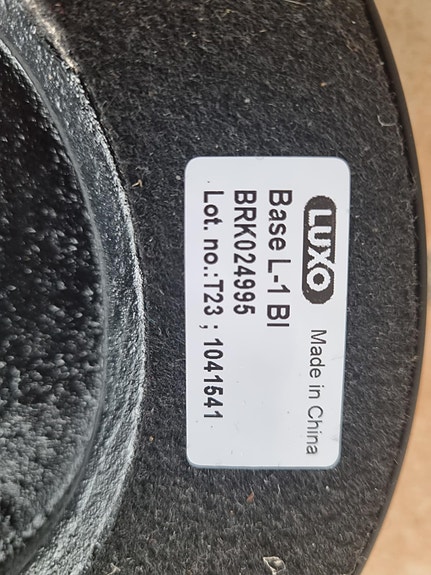 LUXO Made in China
Base L-1 Bl
BRK024995
Lot. no.:T23 ; 1041541